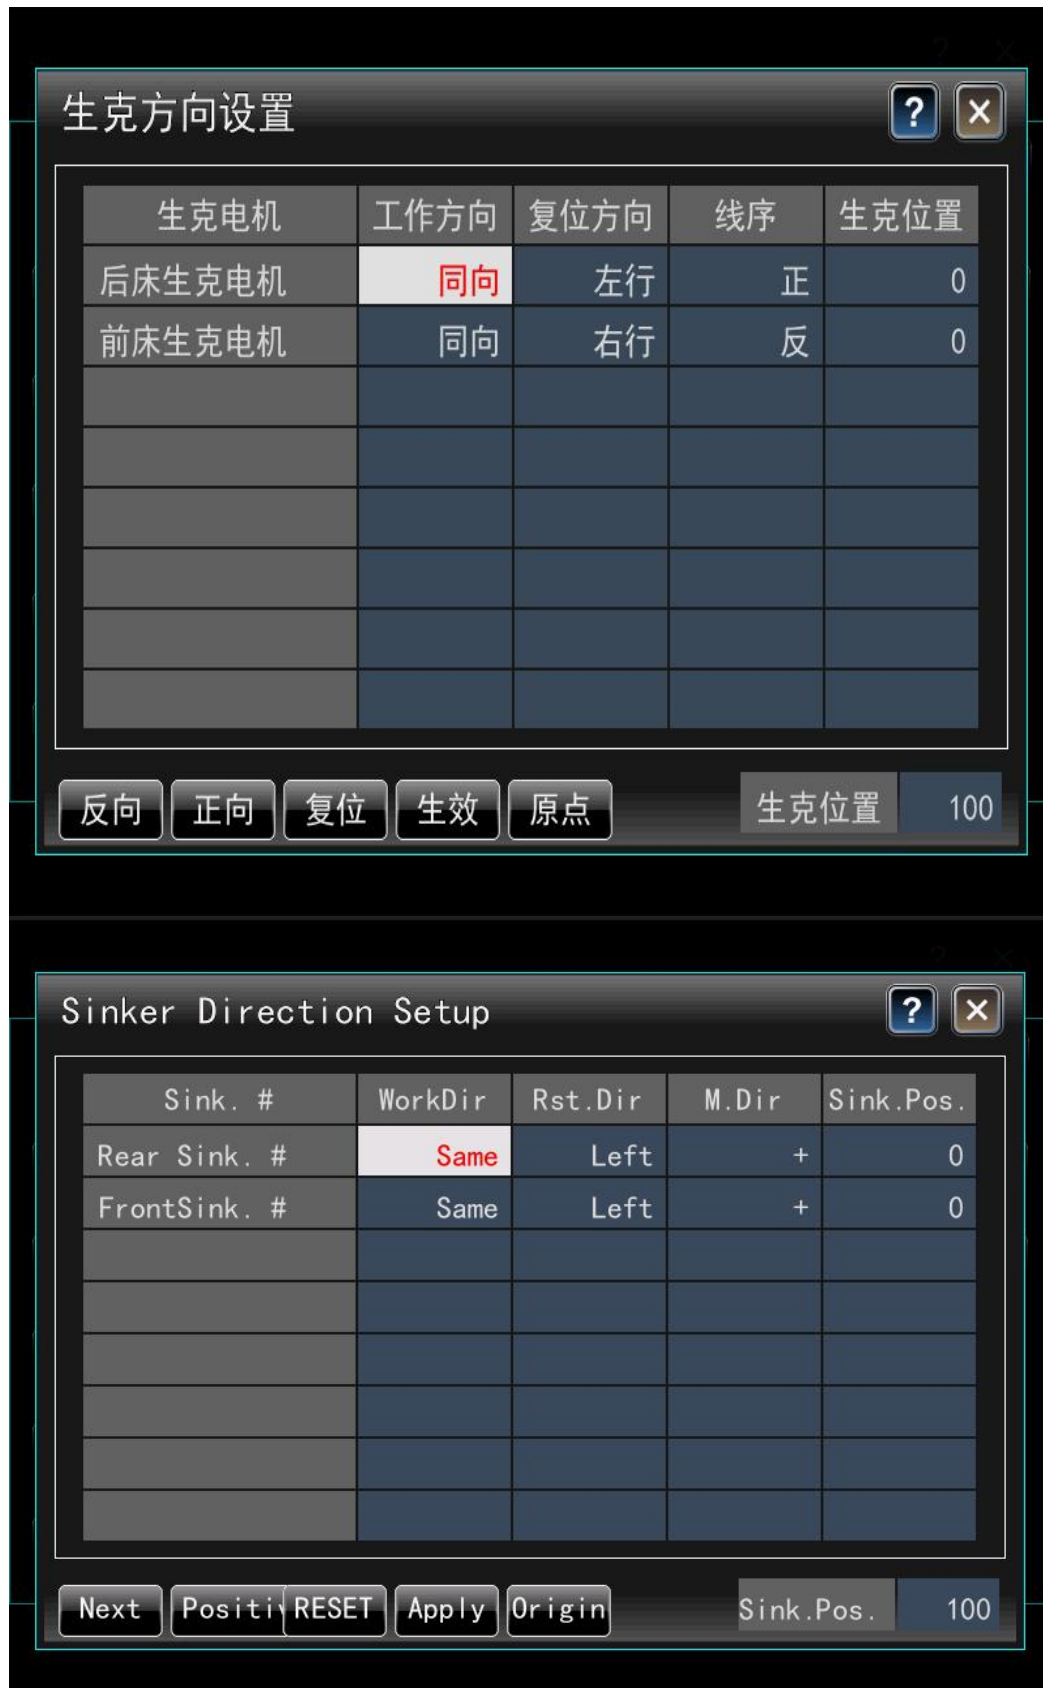 生克方向设置
?
×
生克电机 工作方向 复位方向 线序 生克位置
后床生克电机 同向 左行 正 0
前床生克电机 同向 右行 反 0
反向 正向 复位 生效 原点 生克位置 100
Sinker Direction Setup
?
×
Sink. # WorkDir Rst.Dir M.Dir Sink.Pos.
Rear Sink. # Same Left + 0
FrontSink. # Same Left + 0
Next Positiv RESET Apply Origin Sink.Pos. 100